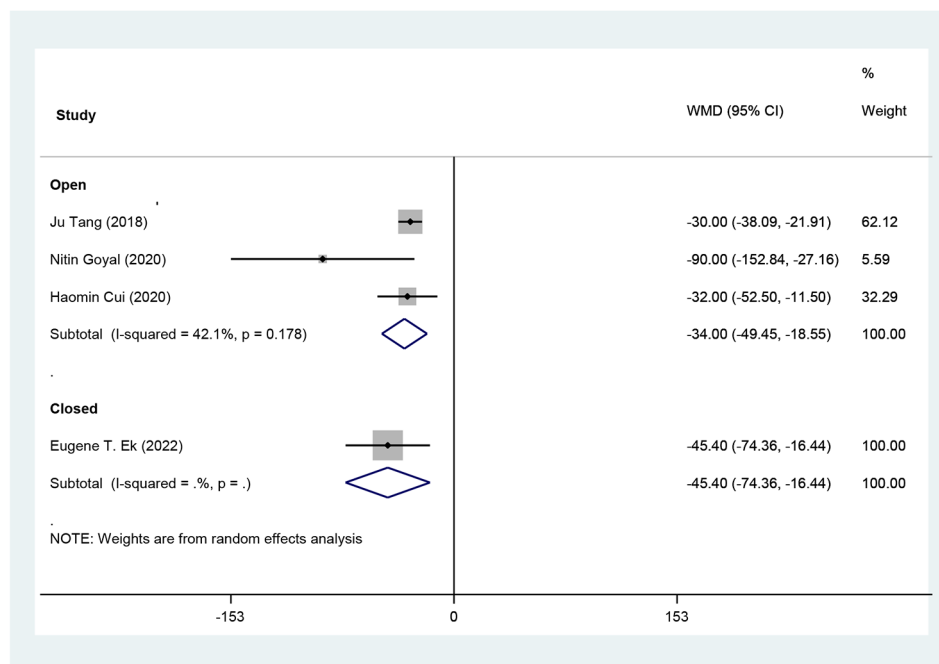 %
Study WMD (95% CI) Weight
Open
Ju Tang (2018) -30.00 (-38.09, -21.91) 62.12
Nitin Goyal (2020) -90.00 (-152.84, -27.16) 5.59
Haomin Cui (2020) -32.00 (-52.50, -11.50) 32.29
Subtotal (I-squared = 42.1%, p = 0.178) -34.00 (-49.45, -18.55) 100.00
.
Closed
Eugene T. Ek (2022) -45.40 (-74.36, -16.44) 100.00
Subtotal (I-squared = .%, p = .) -45.40 (-74.36, -16.44) 100.00
.
NOTE: Weights are from random effects analysis
-153 0 153